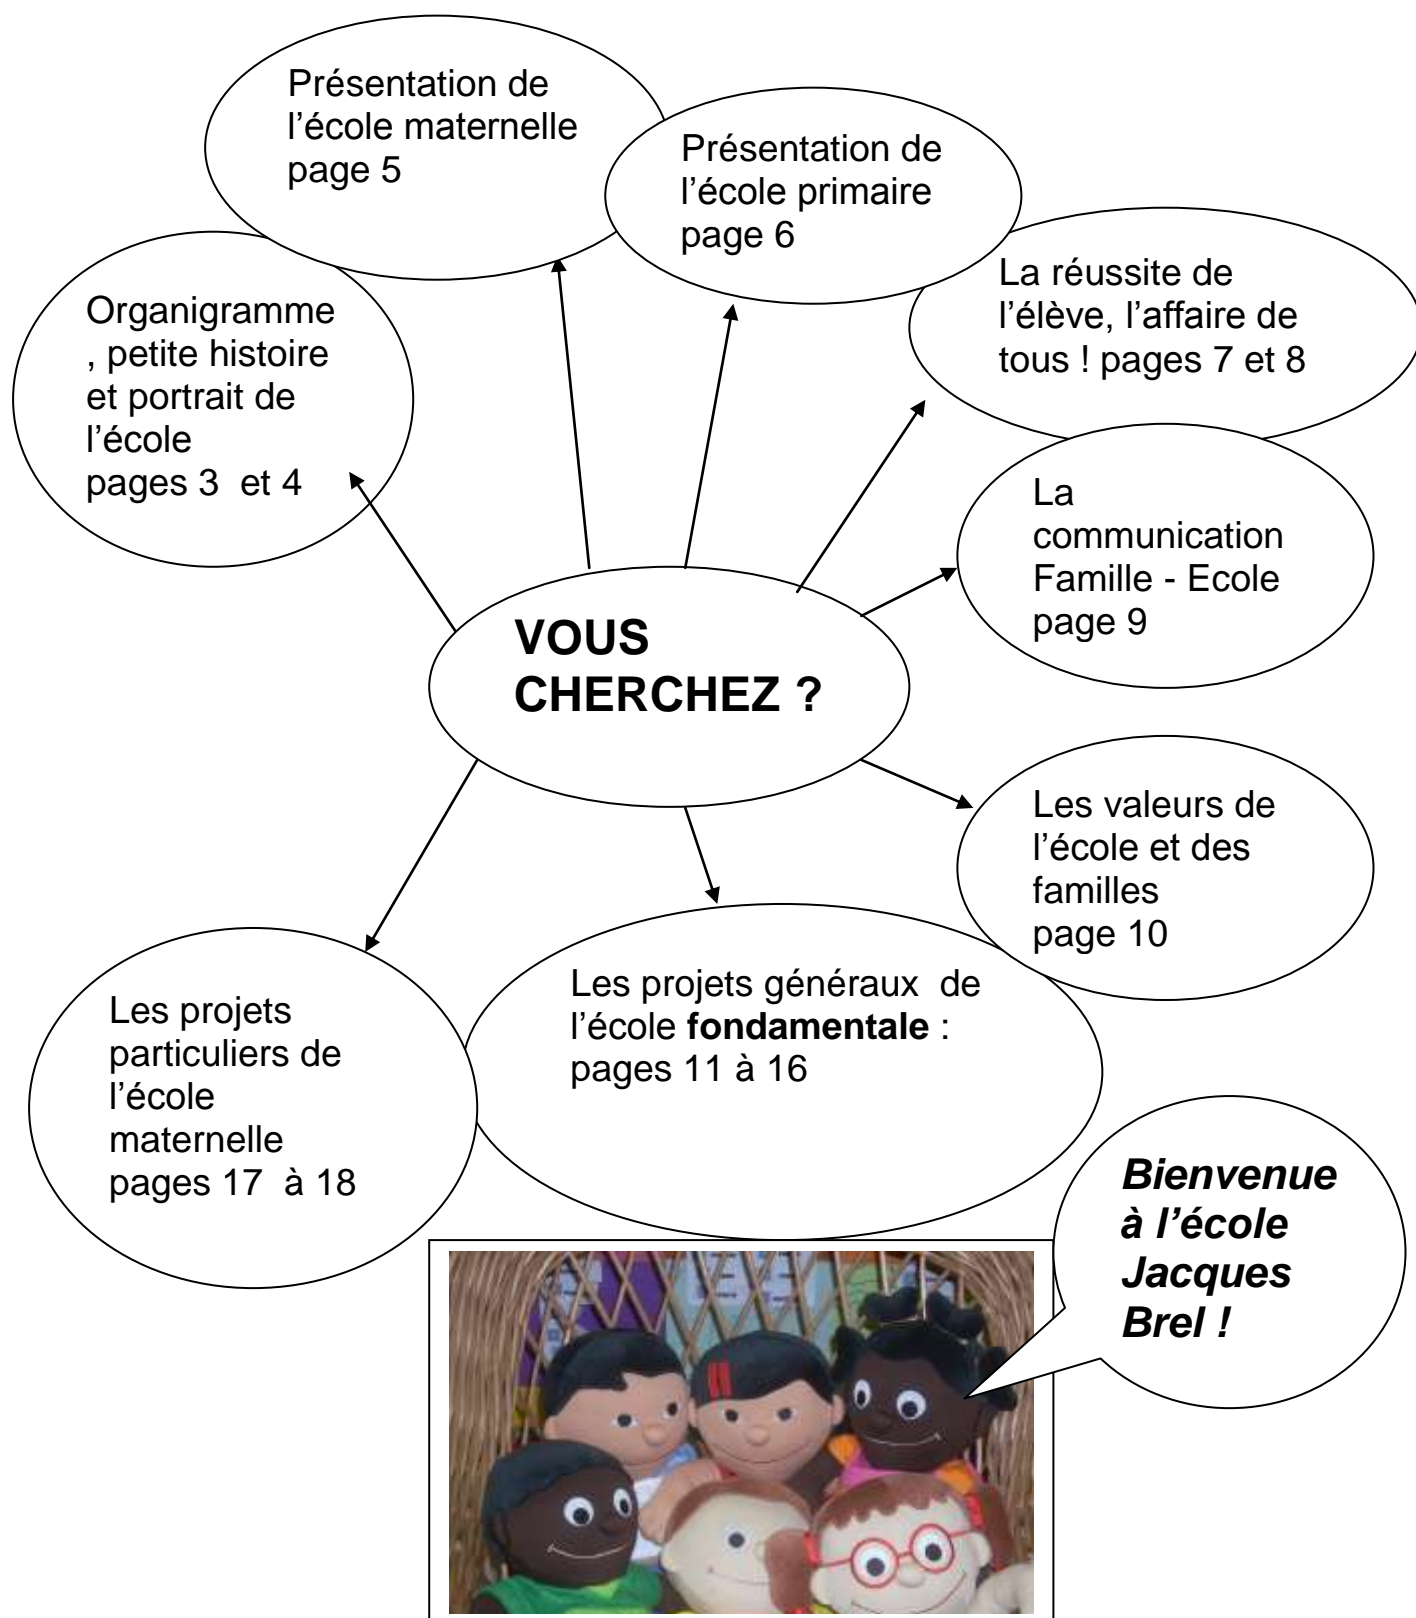 Présentation de
l’école maternelle
page 5
Présentation de
l’école primaire
page 6
Organigramme
, petite histoire
et portrait de
l’école
pages 3  et 4
La réussite de
l’élève, l’affaire de
tous ! pages 7 et 8
La
communication
Famille - Ecole
page 9
VOUS
CHERCHEZ ?
Les valeurs de
l’école et des
familles
page 10
Les projets généraux  de
l’école fondamentale :
pages 11 à 16
Les projets
particuliers de
l’école
maternelle
pages 17  à 18
Bienvenue
à l’école
Jacques
Brel !